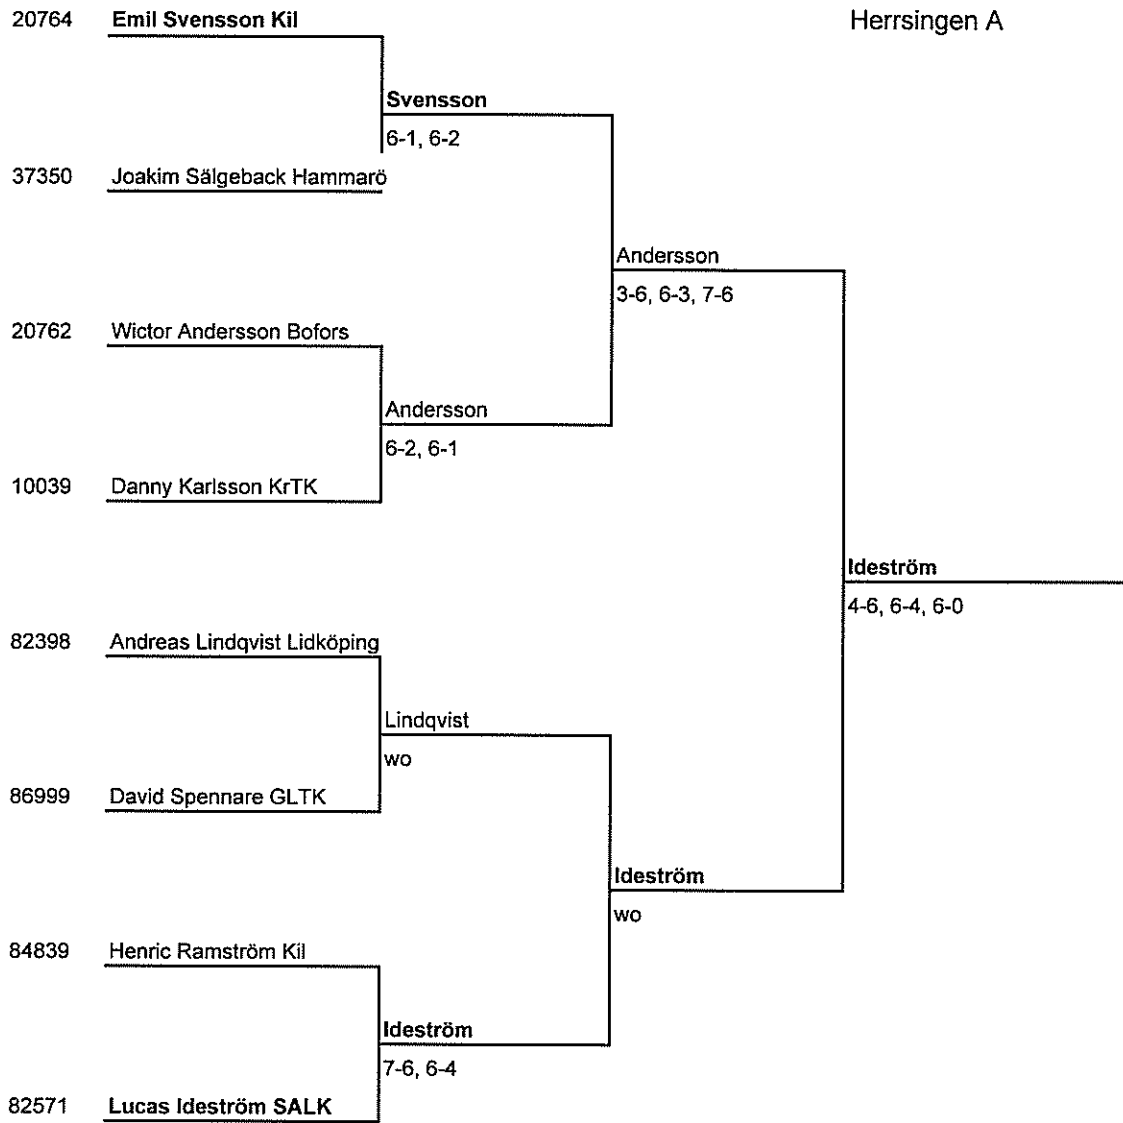 20764 Emil Svensson Kil
Herrsingen A
Svensson
6-1, 6-2
37350 Joakim Sälgeback Hammarö
Andersson
3-6, 6-3, 7-6
20762 Wictor Andersson Bofors
Andersson
6-2, 6-1
10039 Danny Karlsson KrTK
Ideström
4-6, 6-4, 6-0
82398 Andreas Lindqvist Lidköping
Lindqvist
wo
86999 David Spennare GLTK
Ideström
wo
84839 Henric Ramström Kil
Ideström
7-6, 6-4
82571 Lucas Ideström SALK